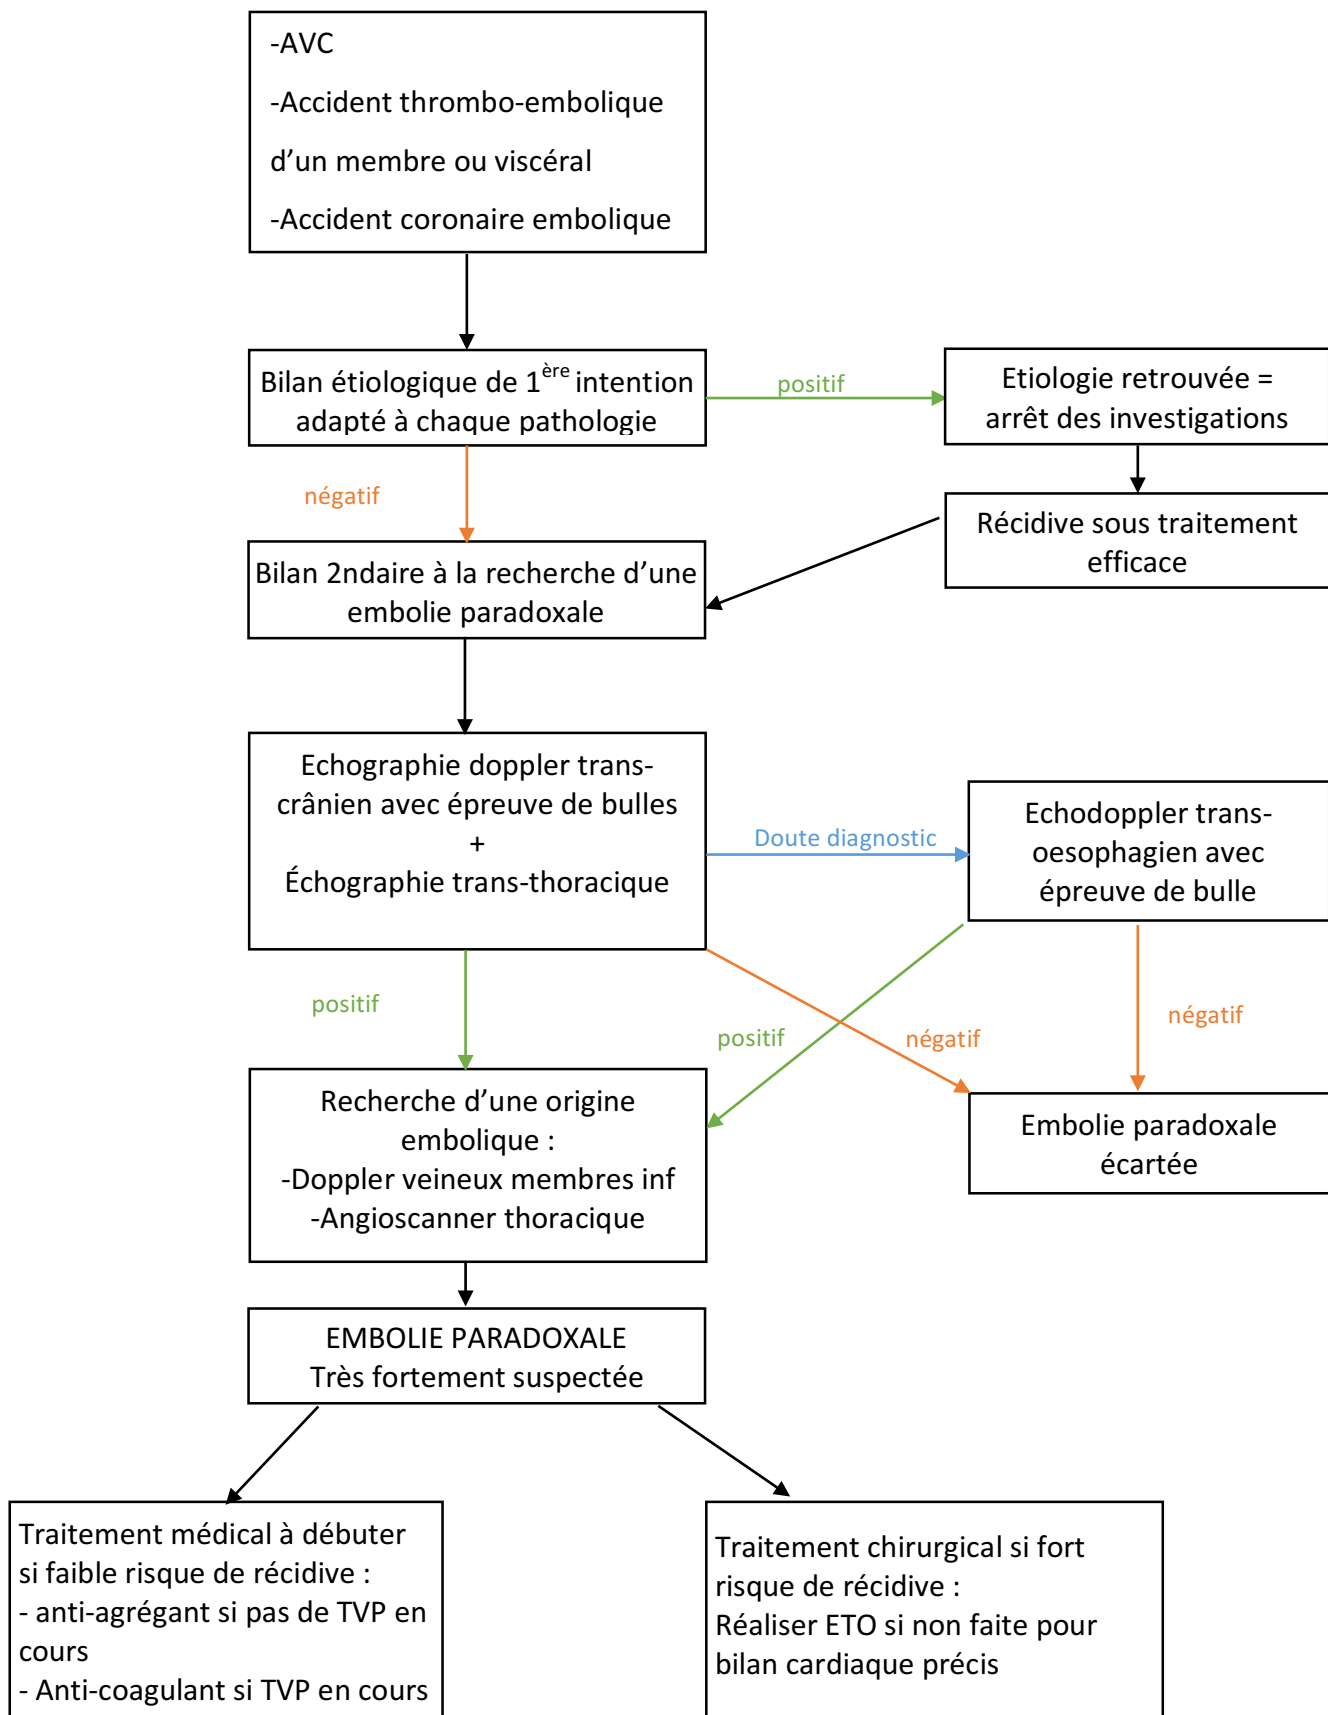 -AVC
-Accident thrombo-embolique
d’un membre ou viscéral
-Accident coronaire embolique
Bilan étiologique de 1ère intention
adapté à chaque pathologie
positif
Etiologie retrouvée =
arrêt des investigations
négatif
Récidive sous traitement
efficace
Bilan 2ndaire à la recherche d’une
embolie paradoxale
Echographie doppler trans-
crânien avec épreuve de bulles
+
Échographie trans-thoracique
Doute diagnostic
Echodoppler trans-
oesophagien avec
épreuve de bulle
positif
positif
négatif
négatif
Recherche d’une origine
embolique :
-Doppler veineux membres inf
-Angioscanner thoracique
Embolie paradoxale
écartée
EMBOLIE PARADOXALE
Très fortement suspectée
Traitement médical à débuter
si faible risque de récidive :
- anti-agrégant si pas de TVP en
cours
- Anti-coagulant si TVP en cours
Traitement chirurgical si fort
risque de récidive :
Réaliser ETO si non faite pour
bilan cardiaque précis